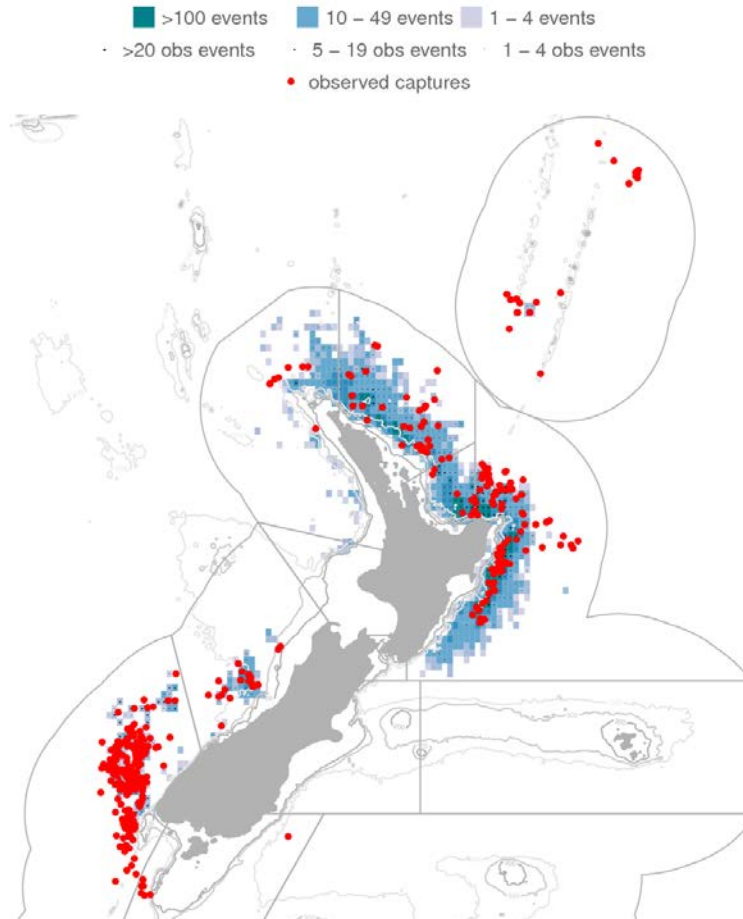 >100 events 10 – 49 events 1 – 4 events
>20 obs events 5 – 19 obs events 1 – 4 obs events
observed captures